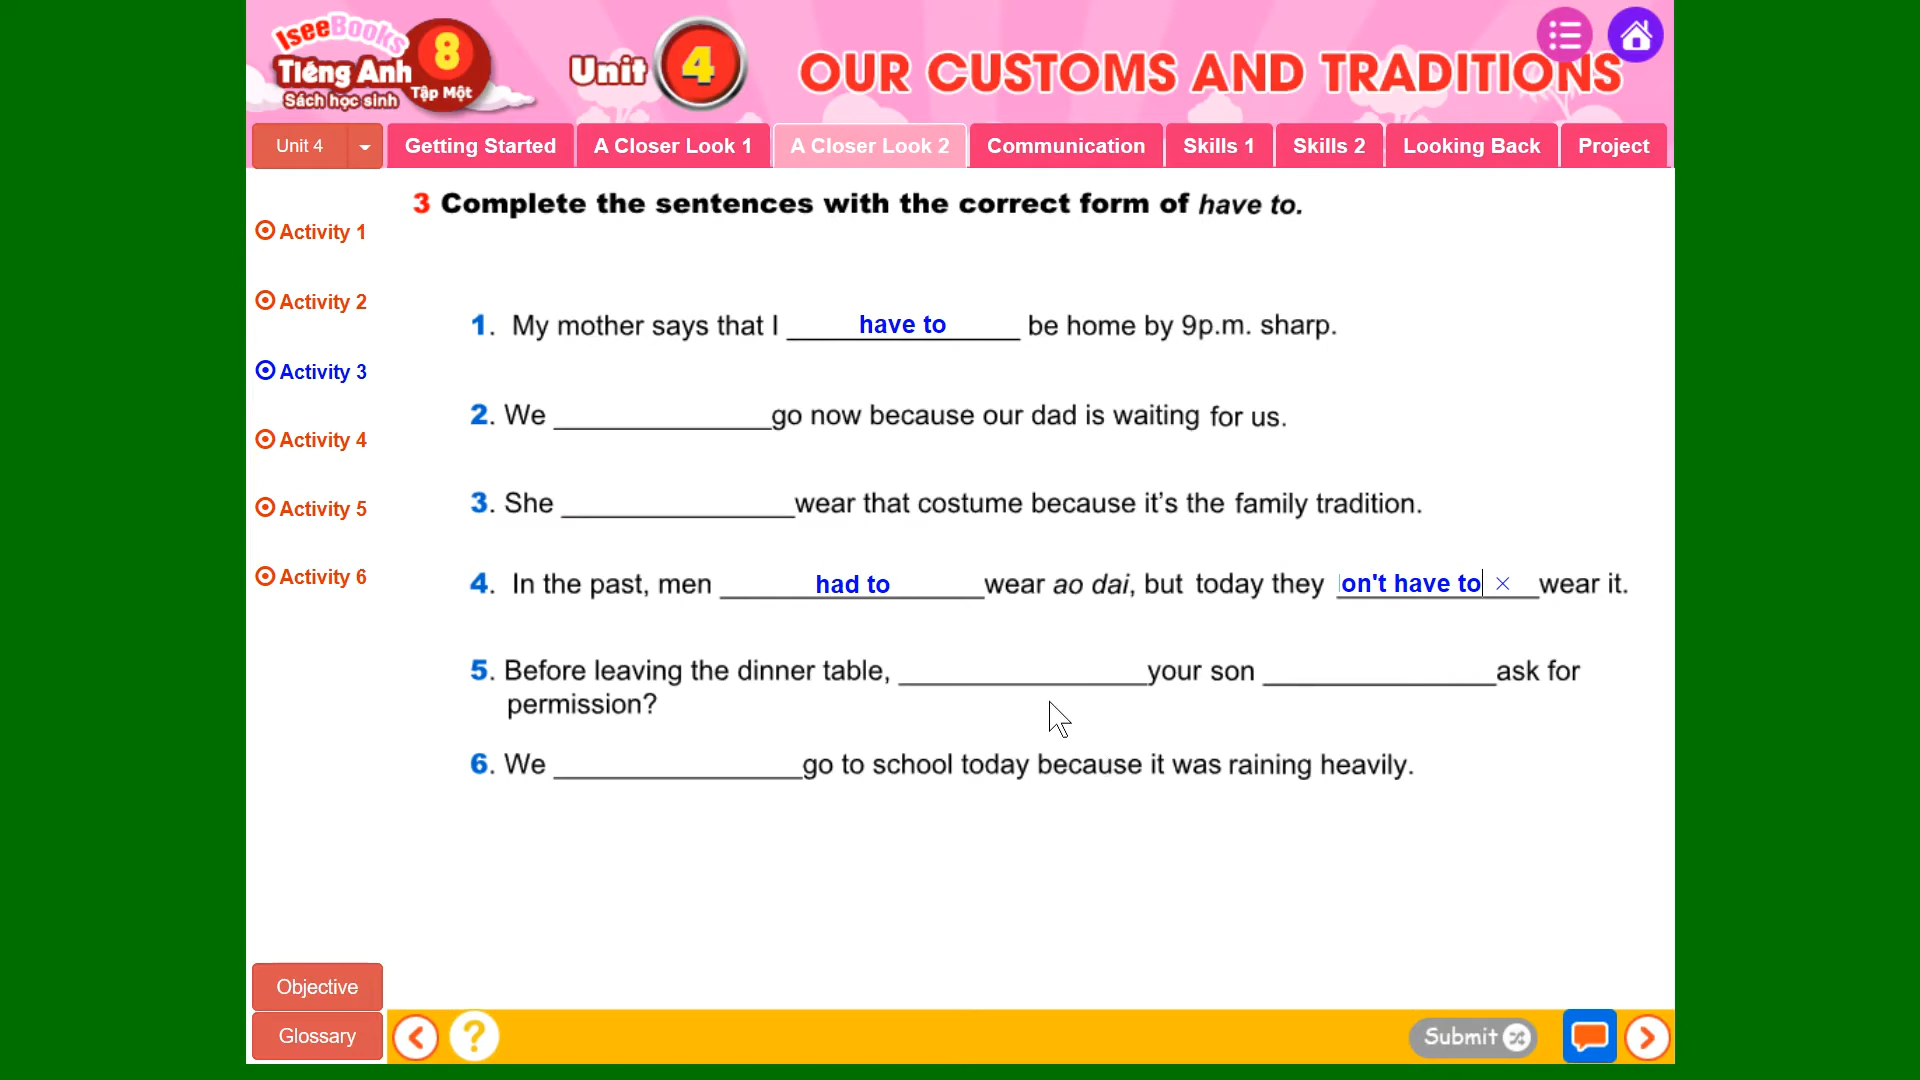 IseeBooks
Tiếng Anh 8
Sách học sinh Tập Một
Unit 4 OUR CUSTOMS AND TRADITIONS
Unit 4 Getting Started A Closer Look 1 A Closer Look 2 Communication Skills 1 Skills 2 Looking Back Project
3 Complete the sentences with the correct form of have to.
Activity 1
Activity 2
Activity 3
Activity 4
Activity 5
Activity 6
1. My mother says that I have to be home by 9p.m. sharp.
2. We ______ go now because our dad is waiting for us.
3. She ______ wear that costume because it's the family tradition.
4. In the past, men had to wear ao dai, but today they on't have to × wear it.
5. Before leaving the dinner table, ______ your son ______ ask for
permission?
6. We ______ go to school today because it was raining heavily.
Objective
Glossary
? Submit